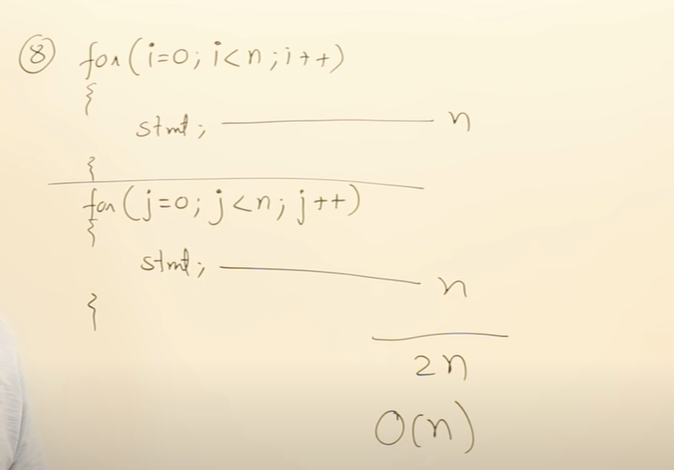 ⑧ for(i=0; i<n; i++)
{
stmt; n
}
for(j=0; j<n; j++)
{
stmt; n
}
2n
O(n)